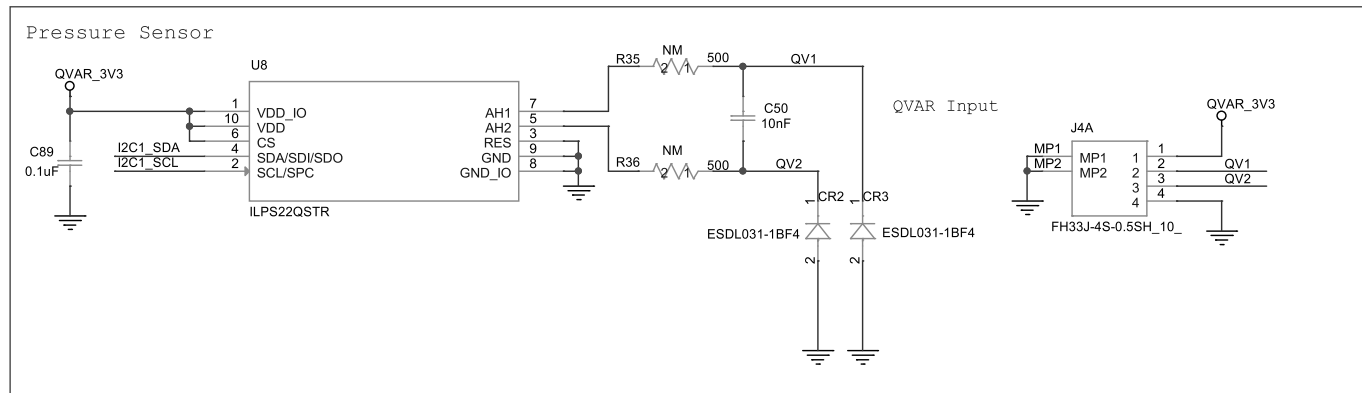 Pressure Sensor
QVAR_3V3
C89
0.1uF
I2C1_SDA
I2C1_SCL
U8
1 VDD_IO
10 VDD
6 CS
4 SDA/SDI/SDO
2 SCL/SPC
AH1 7
AH2 5
RES 3
GND 9
GND_IO 8
ILPS22QSTR
R35 NM 2 1 500 QV1
C50
10nF
R36 NM 2 1 500 QV2
1 CR2
ESDL031-1BF4
2
1 CR3
ESDL031-1BF4
2
QVAR Input
QVAR_3V3
J4A
MP1 MP1 1 1
MP2 MP2 2 2 QV1
3 3 QV2
4 4
FH33J-4S-0.5SH_10_